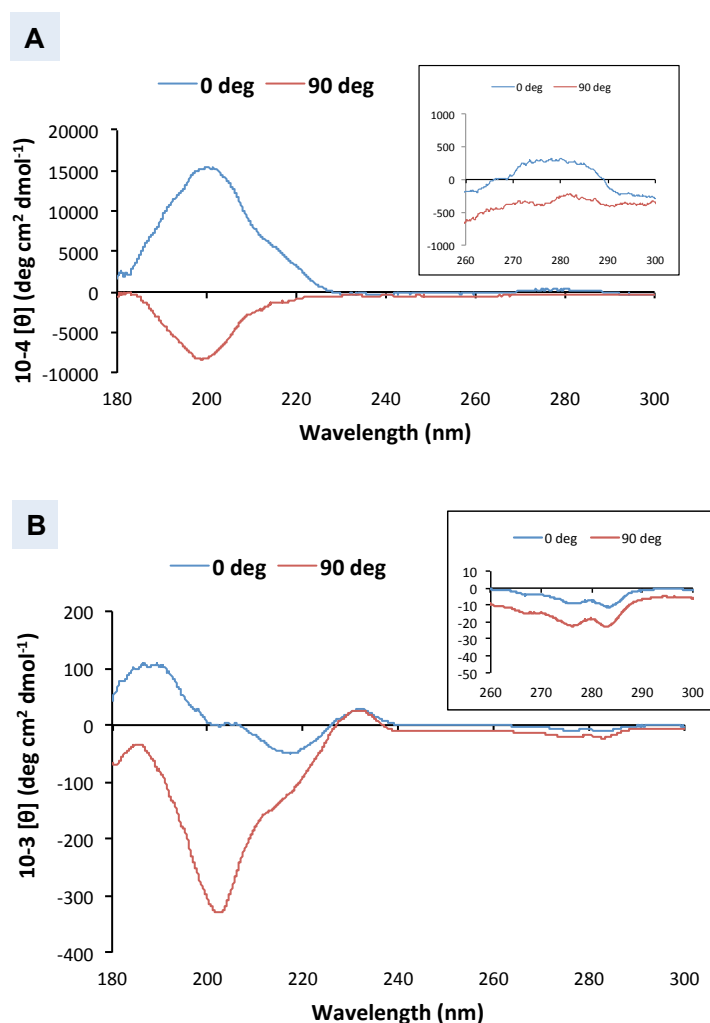 A
0 deg 90 deg
20000
15000
10000
5000
0
-5000
-10000
10-4 [θ] (deg cm² dmol⁻¹)
180 200 220 240 260 280 300
Wavelength (nm)
0 deg 90 deg
1000
500
0
-500
-1000
260 270 280 290 300
B
0 deg 90 deg
200
100
0
-100
-200
-300
-400
10-3 [θ] (deg cm² dmol⁻¹)
180 200 220 240 260 280 300
Wavelength (nm)
0 deg 90 deg
10
0
-10
-20
-30
-40
-50
260 270 280 290 300